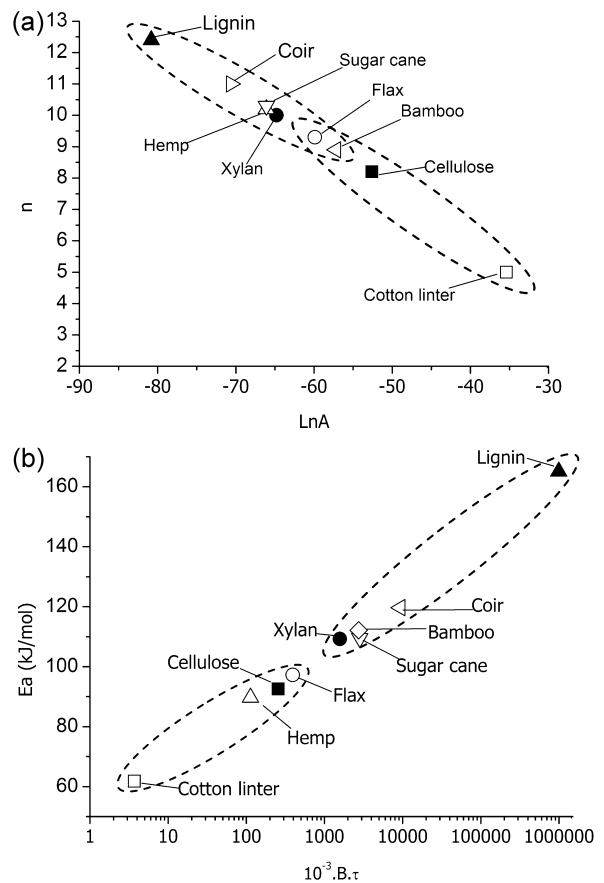 (a)
13
12
11
10
9
8
7
6
5
4
3
2
n
Lignin
Coir
Sugar cane
Flax
Bamboo
Hemp
Xylan
Cellulose
Cotton linter
-90 -80 -70 -60 -50 -40 -30
LnA
(b)
160
140
120
100
80
60
Ea (kJ/mol)
Lignin
Coir
Xylan
Bamboo
Sugar cane
Cellulose
Flax
Hemp
Cotton linter
1 10 100 1000 10000 100000 1000000
10⁻³.B.τ